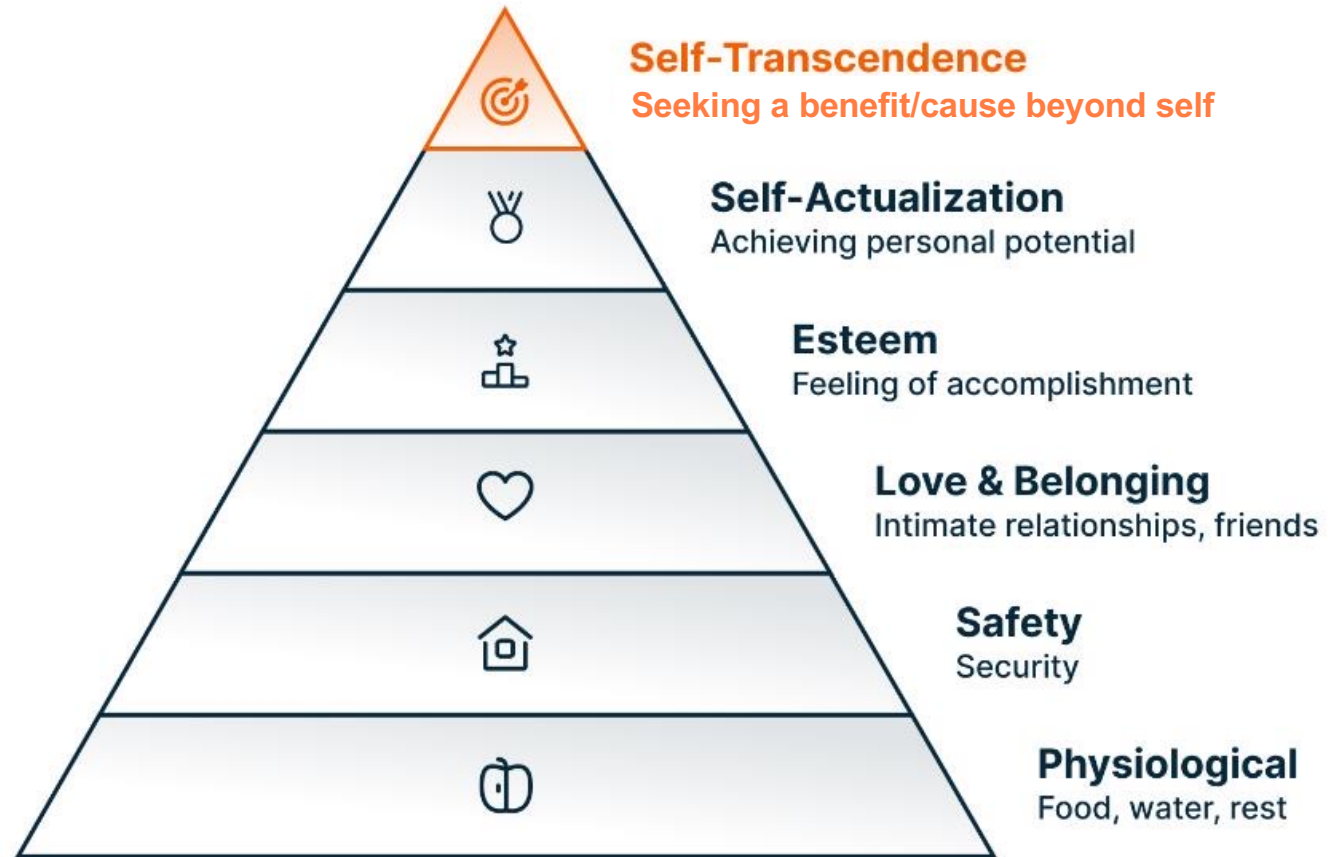 Self-Transcendence
Seeking a benefit/cause beyond self
Self-Actualization
Achieving personal potential
Esteem
Feeling of accomplishment
Love & Belonging
Intimate relationships, friends
Safety
Security
Physiological
Food, water, rest